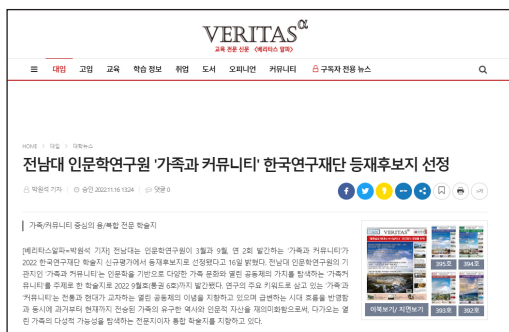 VERITAS α
교육 전문 신문 《베리타스 알파》
대입 고입 교육 학습 정보 취업 도서 오피니언 커뮤니티 구독자 전용 뉴스
HOME > 대입 > 대학뉴스
전남대 인문학연구원 '가족과 커뮤니티' 한국연구재단 등재후보지 선정
박원석 기자 승인 2022.11.16 13:24 댓글 0
가족/커뮤니티 중심의 융/복합 전문 학술지
[베리타스알파=박원석 기자] 전남대는 인문학연구원이 3월과 9월, 연 2회 발간하는 '가족과 커뮤니티'가
2022 한국연구재단 학술지 신규평가에서 등재후보지로 선정됐다고 16일 밝혔다. 전남대 인문학연구원의 기
관지인 '가족과 커뮤니티'는 인문학을 기반으로 다양한 가족 문화와 열린 공동체의 가치를 탐색하는 '가족커
뮤니티'를 주제로 한 학술지로 2022 9월호(통권 6호)까지 발간됐다. 연구의 주요 키워드로 삼고 있는 '가족'과
'커뮤니티'는 전통과 현대가 교차하는 열린 공동체의 이념을 지향하고 있으며 급변하는 시대 흐름을 반영함
과 동시에 과거부터 현재까지 전승된 가족의 유구한 역사와 인문적 자산을 재의미화함으로써, 다가오는 열
린 가족의 다성적 가능성을 탐색하는 전문지이자 통합 학술지를 지향하고 있다.
VERITAS α
395호 394호
이북보기/ 지면보기 393호 392호